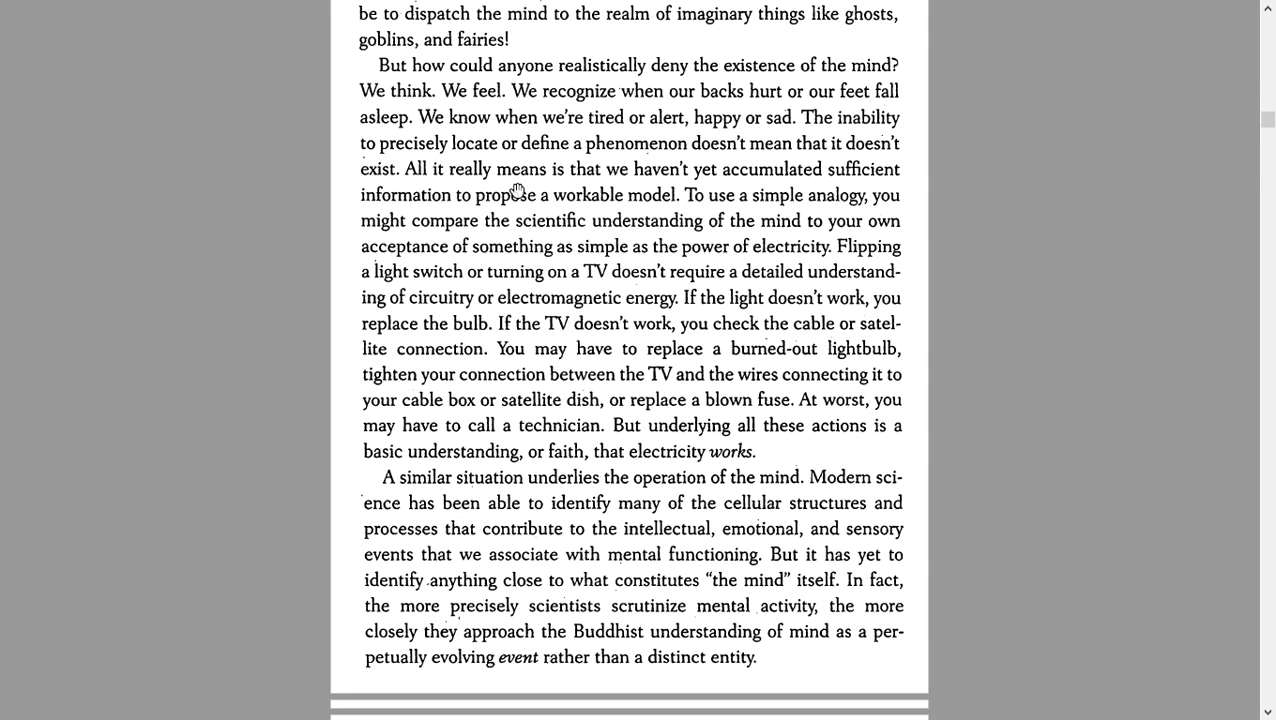 be to dispatch the mind to the realm of imaginary things like ghosts,
goblins, and fairies!
But how could anyone realistically deny the existence of the mind?
We think. We feel. We recognize when our backs hurt or our feet fall
asleep. We know when we're tired or alert, happy or sad. The inability
to precisely locate or define a phenomenon doesn't mean that it doesn't
exist. All it really means is that we haven't yet accumulated sufficient
information to propose a workable model. To use a simple analogy, you
might compare the scientific understanding of the mind to your own
acceptance of something as simple as the power of electricity. Flipping
a light switch or turning on a TV doesn't require a detailed understand-
ing of circuitry or electromagnetic energy. If the light doesn't work, you
replace the bulb. If the TV doesn't work, you check the cable or satel-
lite connection. You may have to replace a burned-out lightbulb,
tighten your connection between the TV and the wires connecting it to
your cable box or satellite dish, or replace a blown fuse. At worst, you
may have to call a technician. But underlying all these actions is a
basic understanding, or faith, that electricity works.
A similar situation underlies the operation of the mind. Modern sci-
ence has been able to identify many of the cellular structures and
processes that contribute to the intellectual, emotional, and sensory
events that we associate with mental functioning. But it has yet to
identify anything close to what constitutes "the mind" itself. In fact,
the more precisely scientists scrutinize mental activity, the more
closely they approach the Buddhist understanding of mind as a per-
petually evolving event rather than a distinct entity.